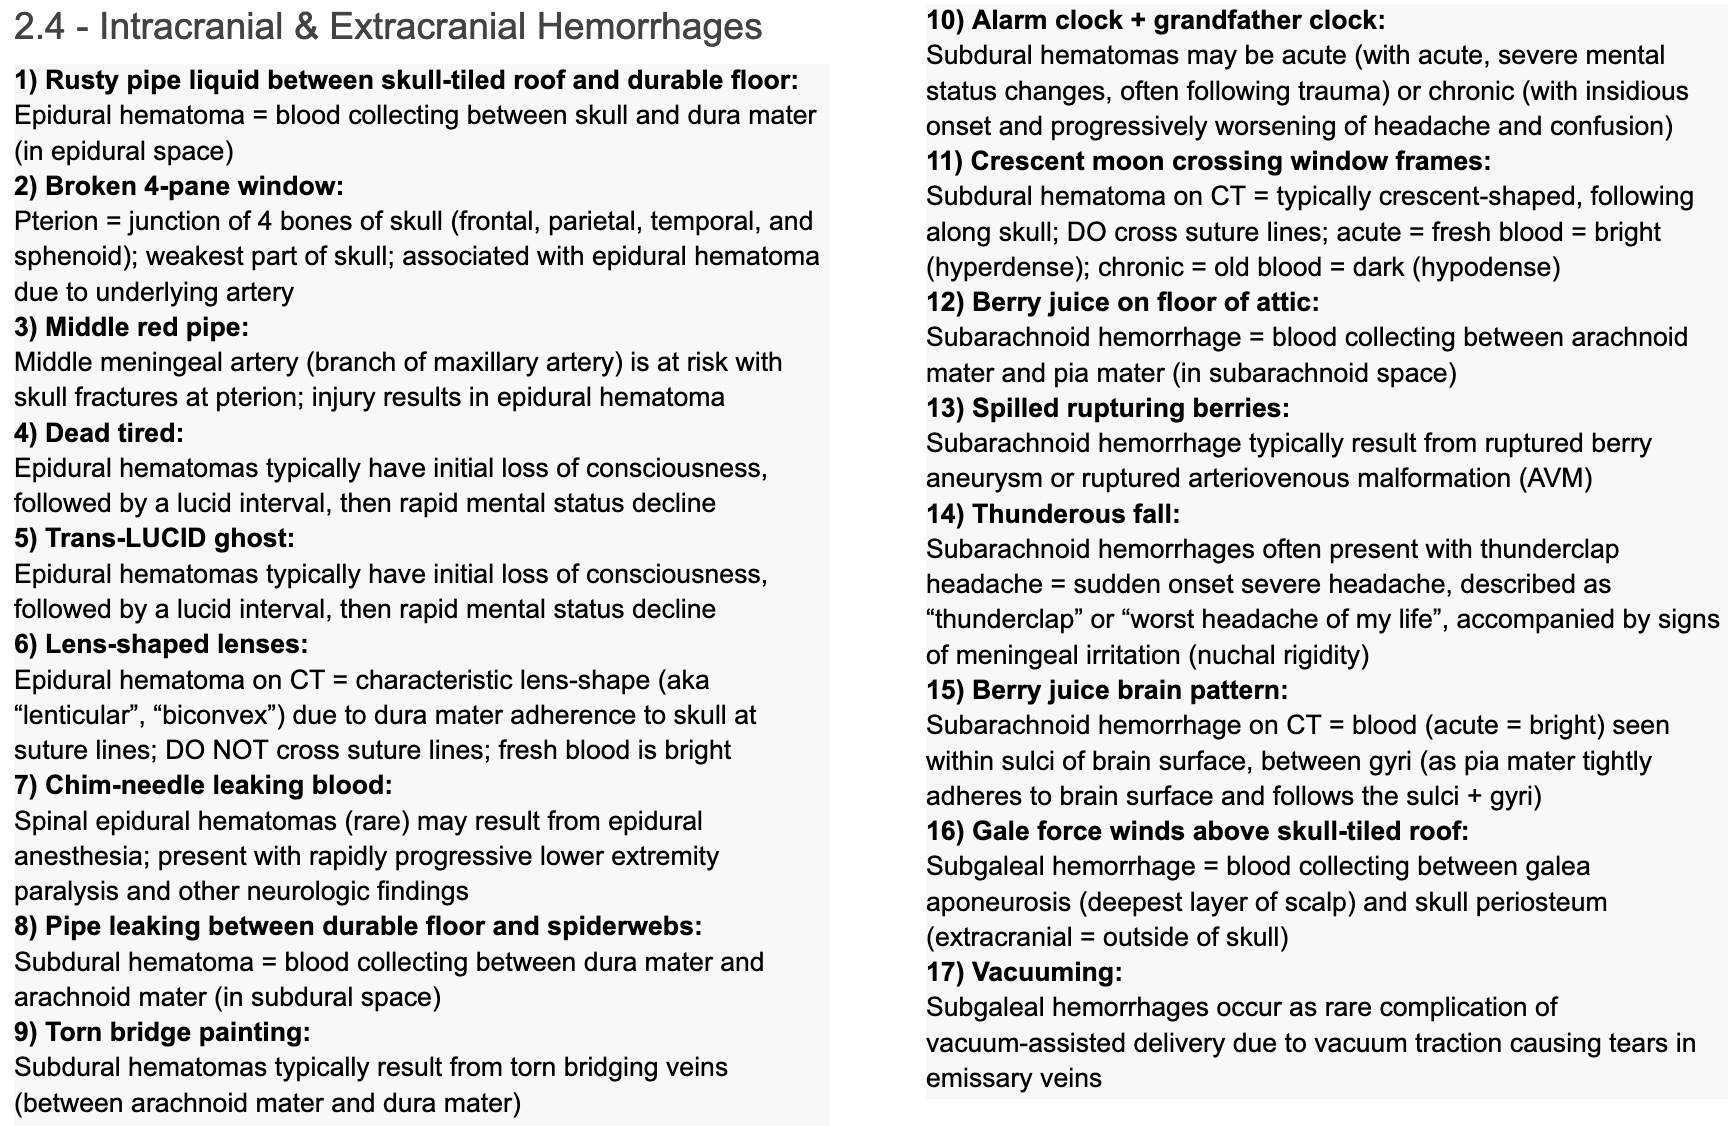 2.4 - Intracranial & Extracranial Hemorrhages
1) Rusty pipe liquid between skull-tiled roof and durable floor:
Epidural hematoma = blood collecting between skull and dura mater
(in epidural space)
2) Broken 4-pane window:
Pterion = junction of 4 bones of skull (frontal, parietal, temporal, and
sphenoid); weakest part of skull; associated with epidural hematoma
due to underlying artery
3) Middle red pipe:
Middle meningeal artery (branch of maxillary artery) is at risk with
skull fractures at pterion; injury results in epidural hematoma
4) Dead tired:
Epidural hematomas typically have initial loss of consciousness,
followed by a lucid interval, then rapid mental status decline
5) Trans-LUCID ghost:
Epidural hematomas typically have initial loss of consciousness,
followed by a lucid interval, then rapid mental status decline
6) Lens-shaped lenses:
Epidural hematoma on CT = characteristic lens-shape (aka
“lenticular”, “biconvex”) due to dura mater adherence to skull at
suture lines; DO NOT cross suture lines; fresh blood is bright
7) Chim-needle leaking blood:
Spinal epidural hematomas (rare) may result from epidural
anesthesia; present with rapidly progressive lower extremity
paralysis and other neurologic findings
8) Pipe leaking between durable floor and spiderwebs:
Subdural hematoma = blood collecting between dura mater and
arachnoid mater (in subdural space)
9) Torn bridge painting:
Subdural hematomas typically result from torn bridging veins
(between arachnoid mater and dura mater)
10) Alarm clock + grandfather clock:
Subdural hematomas may be acute (with acute, severe mental
status changes, often following trauma) or chronic (with insidious
onset and progressively worsening of headache and confusion)
11) Crescent moon crossing window frames:
Subdural hematoma on CT = typically crescent-shaped, following
along skull; DO cross suture lines; acute = fresh blood = bright
(hyperdense); chronic = old blood = dark (hypodense)
12) Berry juice on floor of attic:
Subarachnoid hemorrhage = blood collecting between arachnoid
mater and pia mater (in subarachnoid space)
13) Spilled rupturing berries:
Subarachnoid hemorrhage typically result from ruptured berry
aneurysm or ruptured arteriovenous malformation (AVM)
14) Thunderous fall:
Subarachnoid hemorrhages often present with thunderclap
headache = sudden onset severe headache, described as
“thunderclap” or “worst headache of my life”, accompanied by signs
of meningeal irritation (nuchal rigidity)
15) Berry juice brain pattern:
Subarachnoid hemorrhage on CT = blood (acute = bright) seen
within sulci of brain surface, between gyri (as pia mater tightly
adheres to brain surface and follows the sulci + gyri)
16) Gale force winds above skull-tiled roof:
Subgaleal hemorrhage = blood collecting between galea
aponeurosis (deepest layer of scalp) and skull periosteum
(extracranial = outside of skull)
17) Vacuuming:
Subgaleal hemorrhages occur as rare complication of
vacuum-assisted delivery due to vacuum traction causing tears in
emissary veins